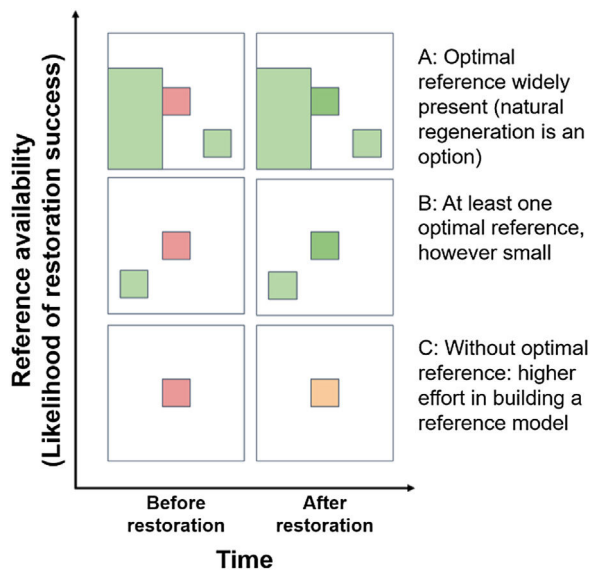 Reference availability
(Likelihood of restoration success)
A: Optimal
reference widely
present (natural
regeneration is an
option)
B: At least one
optimal reference,
however small
C: Without optimal
reference: higher
effort in building a
reference model
Before
restoration
After
restoration
Time